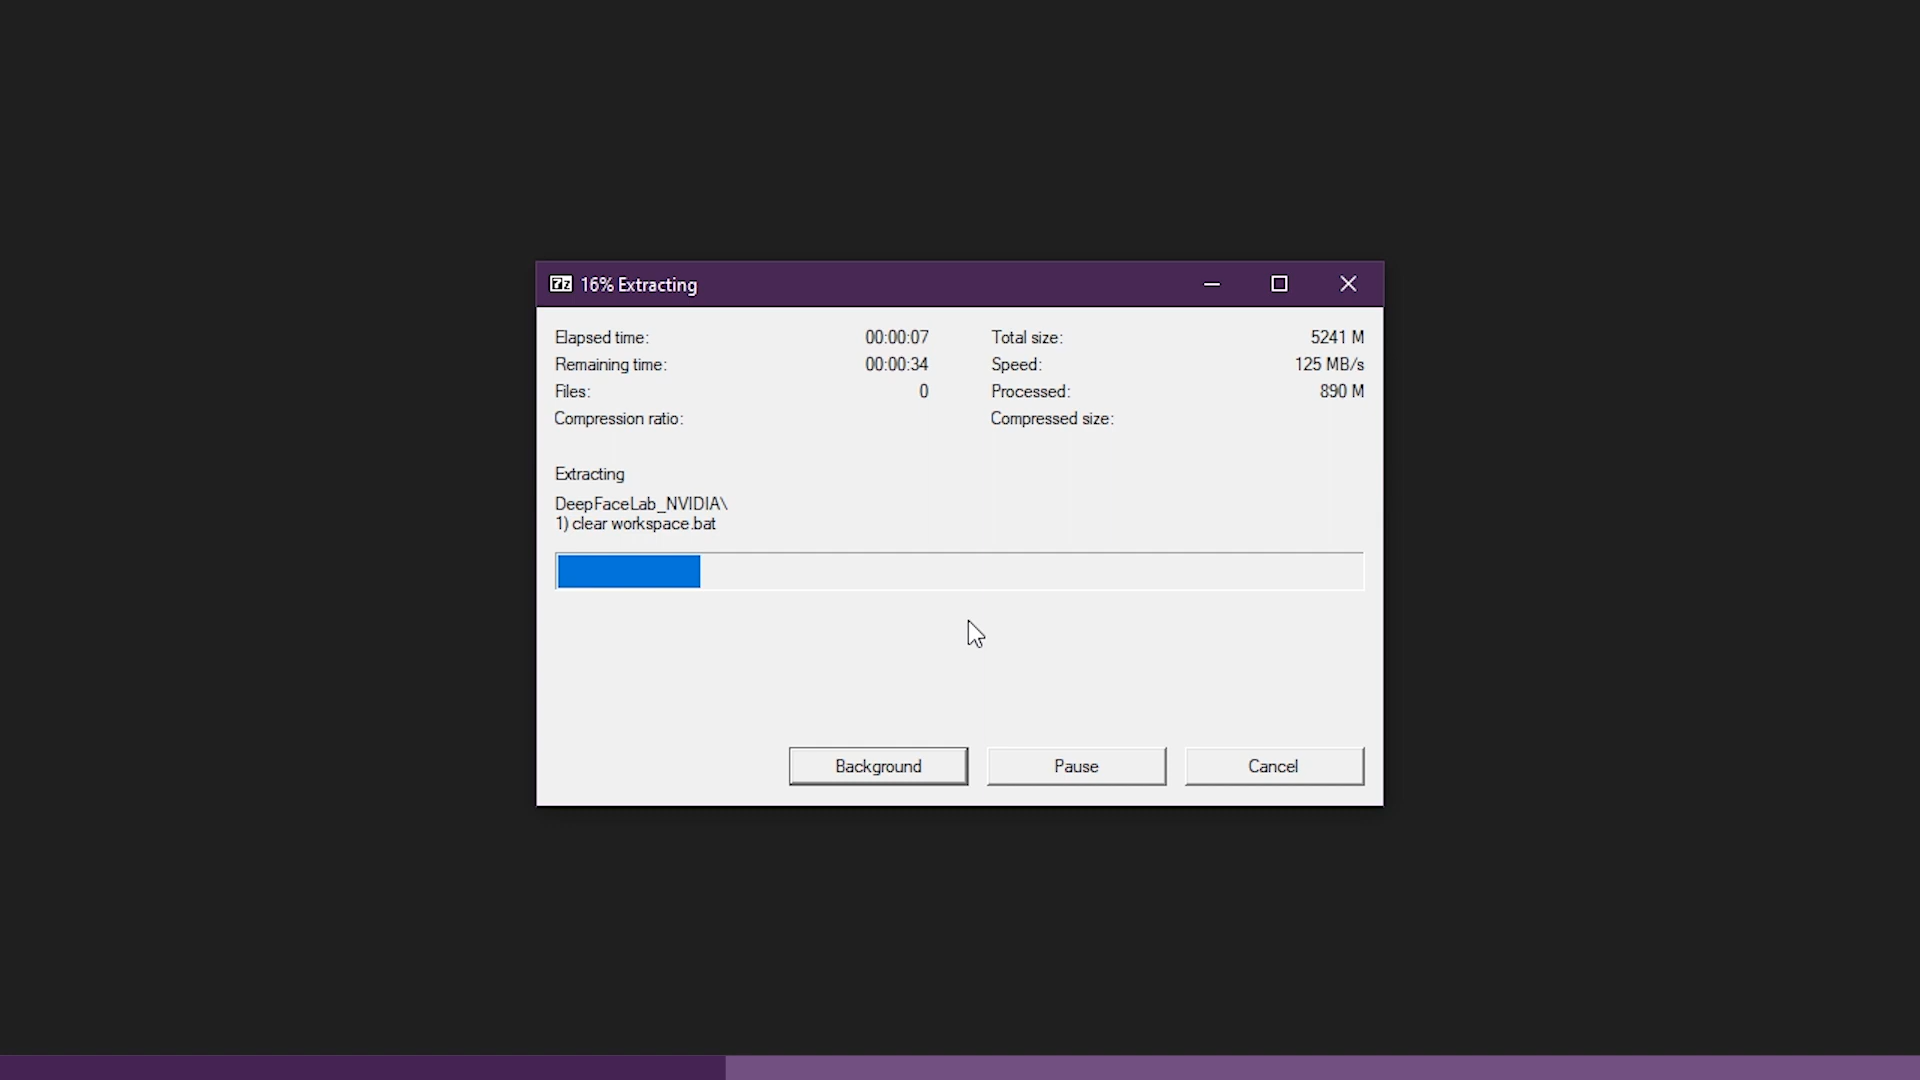 7z 16% Extracting
Elapsed time: 00:00:07 Total size: 5241 M
Remaining time: 00:00:34 Speed: 125 MB/s
Files: 0 Processed: 890 M
Compression ratio: Compressed size:
Extracting
DeepFaceLab_NVIDIA\
1) clear workspace.bat
Background Pause Cancel